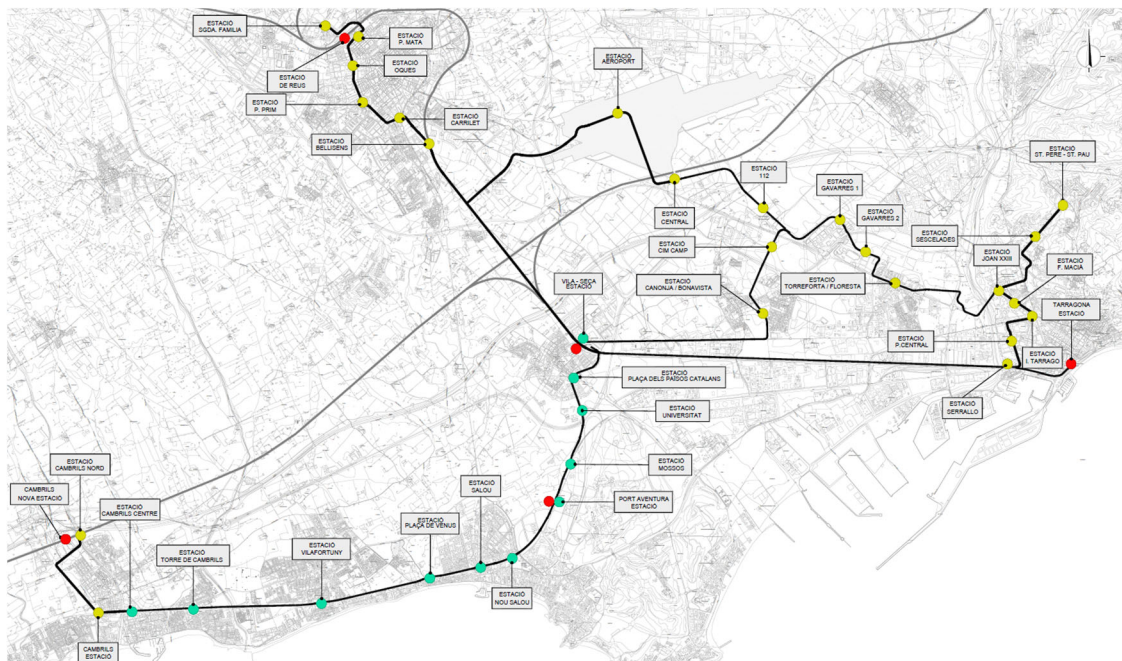 ESTACIÓ
SGDA. FAMILIA
ESTACIÓ
P. MATA
ESTACIÓ
OQUES
ESTACIÓ
DE REUS
ESTACIÓ
P. PRIM
ESTACIÓ
CARRILET
ESTACIÓ
BELLISENS
ESTACIÓ
AEROPORT
ESTACIÓ
CENTRAL
ESTACIÓ
112
ESTACIÓ
GAVARRES 1
ESTACIÓ
GAVARRES 2
ESTACIÓ
ST. PERE - ST. PAU
ESTACIÓ
SESCELADES
ESTACIÓ
CIM CAMP
ESTACIÓ
JOAN XXIII
ESTACIÓ
F. MACIÀ
VILA - SECA
ESTACIÓ
ESTACIÓ
CANONJA / BONAVISTA
ESTACIÓ
TORREFORTA / FLORESTA
TARRAGONA
ESTACIÓ
ESTACIÓ
P.CENTRAL
ESTACIÓ
I. TARRAGO
ESTACIÓ
PLAÇA DELS PAÏSOS CATALANS
ESTACIÓ
SERRALLO
ESTACIÓ
UNIVERSITAT
ESTACIÓ
MOSSOS
PORT AVENTURA
ESTACIÓ
ESTACIÓ
CAMBRILS NORD
CAMBRILS
NOVA ESTACIÓ
ESTACIÓ
CAMBRILS CENTRE
ESTACIÓ
TORRE DE CAMBRILS
ESTACIÓ
VILAFORTUNY
ESTACIÓ
PLAÇA DE VENUS
ESTACIÓ
SALOU
ESTACIÓ
NOU SALOU
CAMBRILS
ESTACIÓ